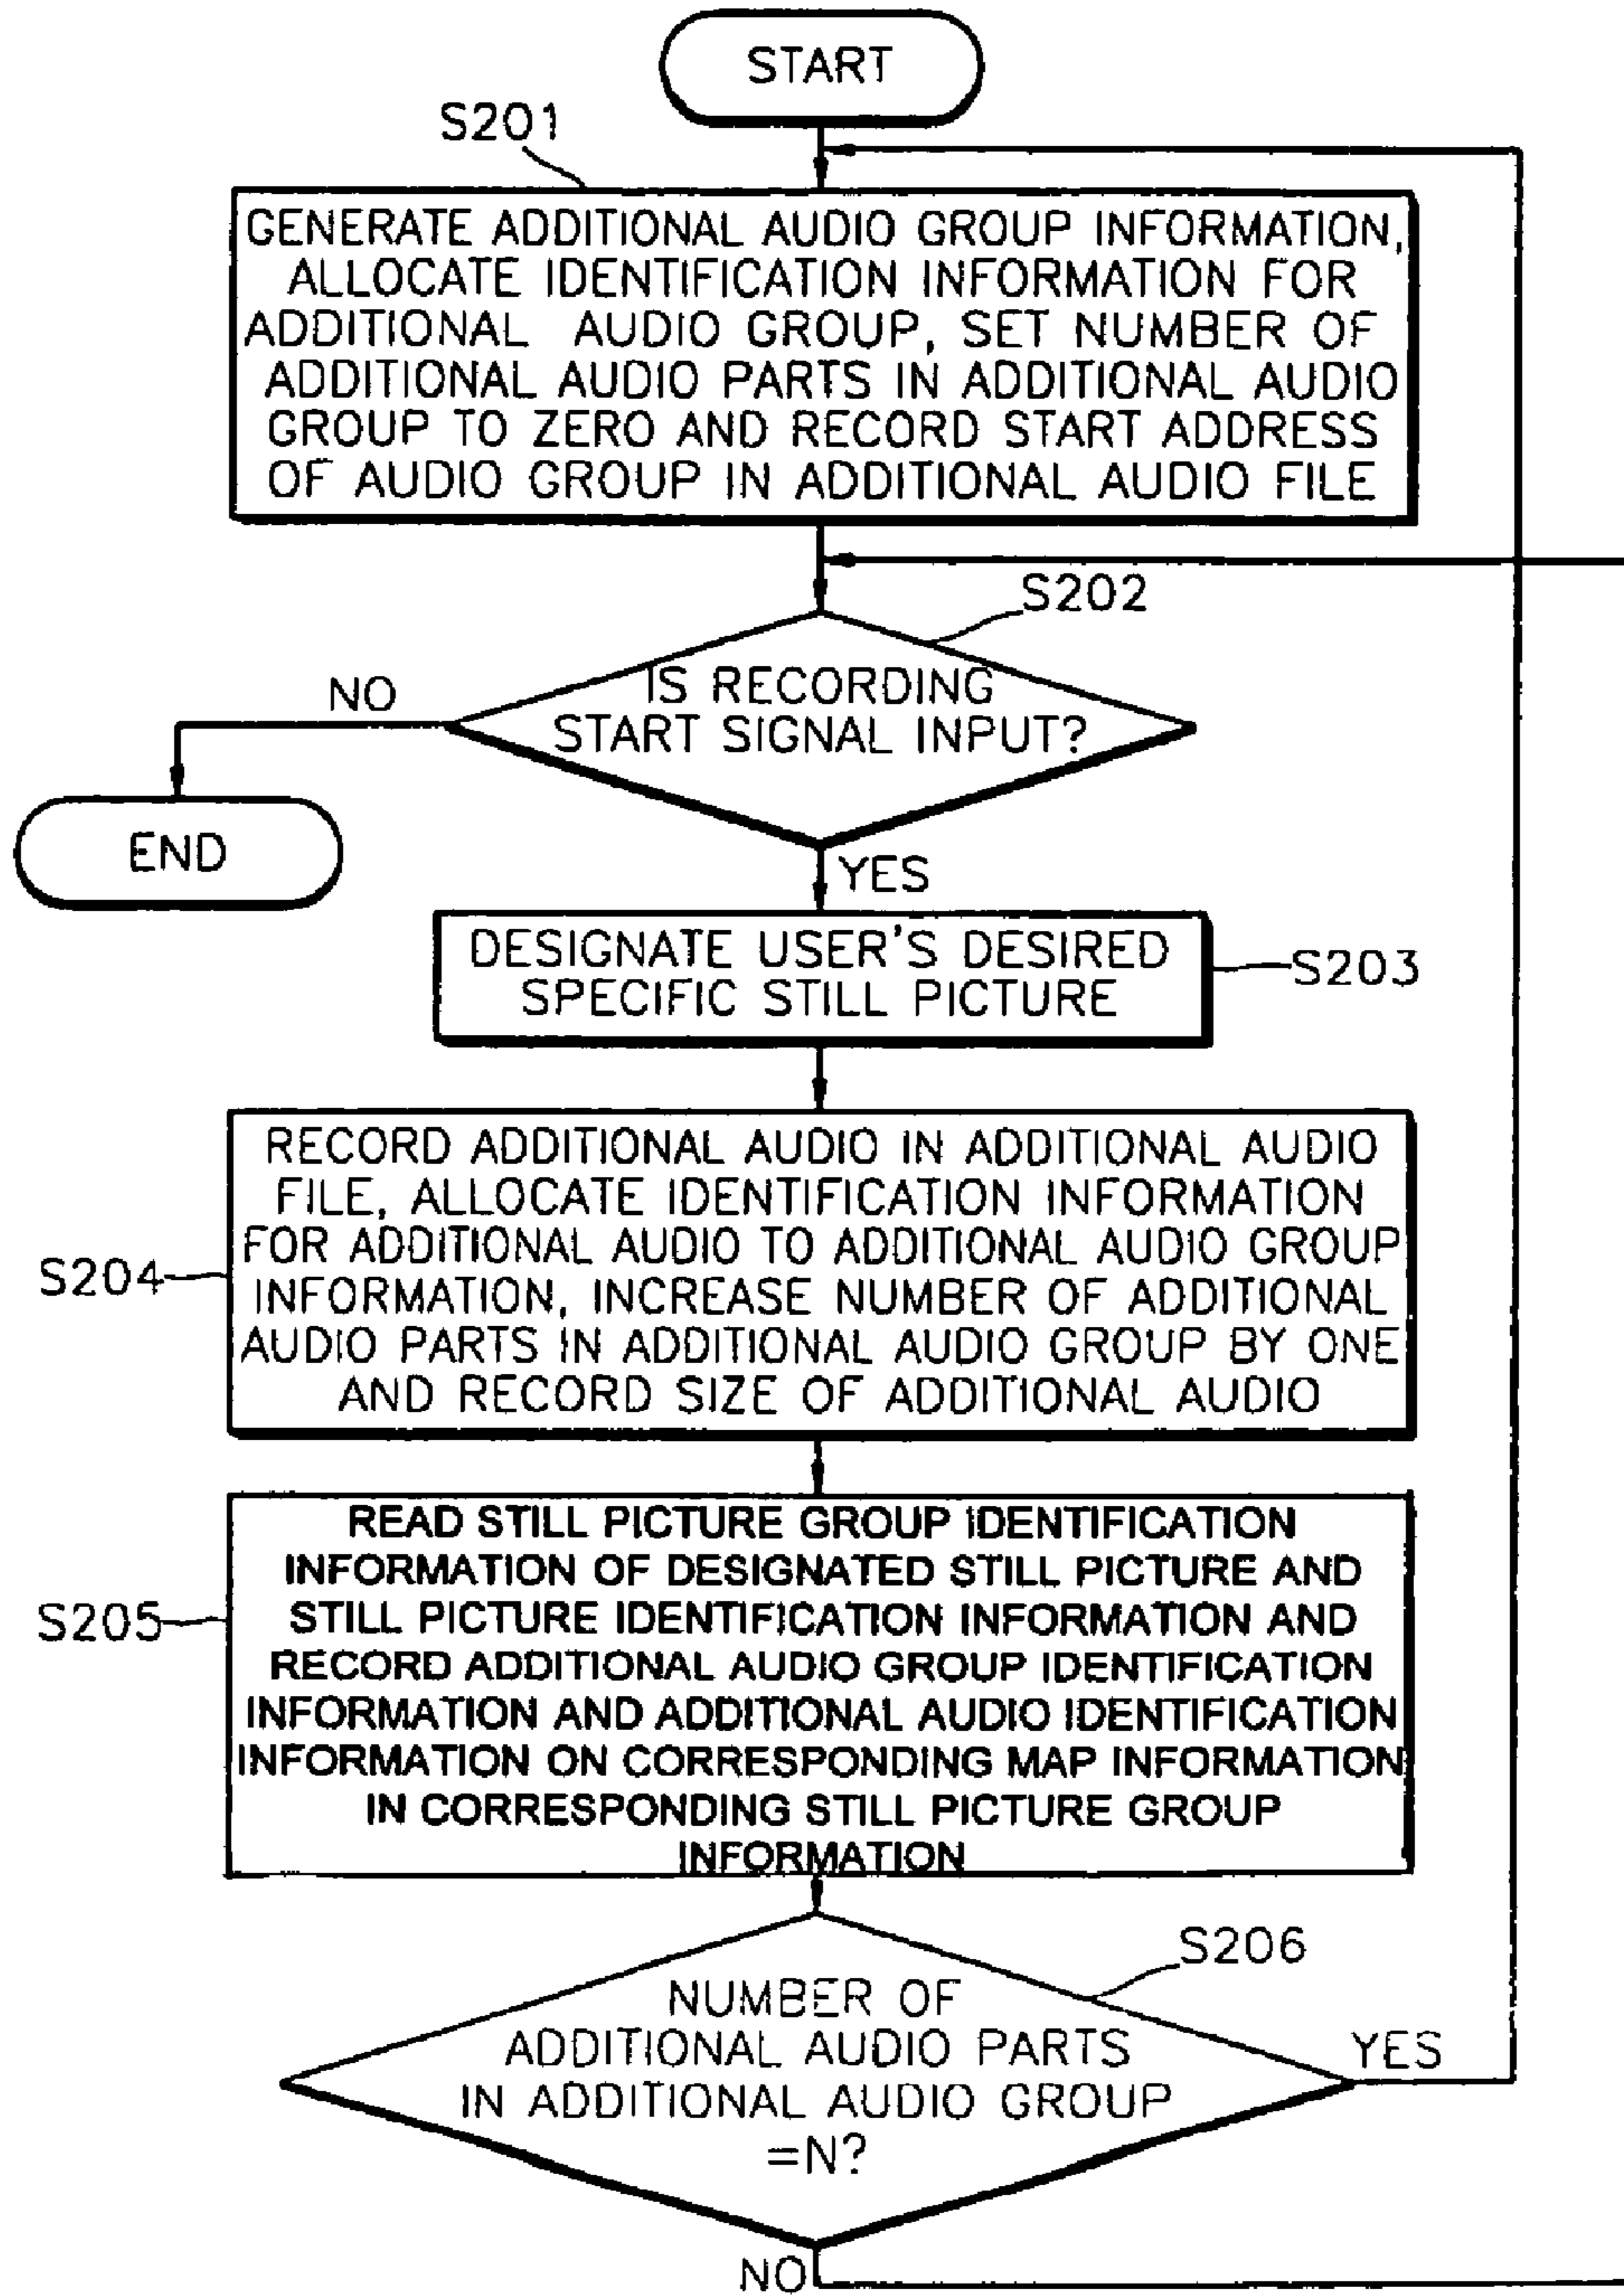 START
S201
GENERATE ADDITIONAL AUDIO GROUP INFORMATION,
ALLOCATE IDENTIFICATION INFORMATION FOR
ADDITIONAL AUDIO GROUP, SET NUMBER OF
ADDITIONAL AUDIO PARTS IN ADDITIONAL AUDIO
GROUP TO ZERO AND RECORD START ADDRESS
OF AUDIO GROUP IN ADDITIONAL AUDIO FILE
S202
IS RECORDING
START SIGNAL INPUT?
NO
END
YES
DESIGNATE USER'S DESIRED
SPECIFIC STILL PICTURE
S203
RECORD ADDITIONAL AUDIO IN ADDITIONAL AUDIO
FILE, ALLOCATE IDENTIFICATION INFORMATION
FOR ADDITIONAL AUDIO TO ADDITIONAL AUDIO GROUP
INFORMATION, INCREASE NUMBER OF ADDITIONAL
AUDIO PARTS IN ADDITIONAL AUDIO GROUP BY ONE
AND RECORD SIZE OF ADDITIONAL AUDIO
S204
READ STILL PICTURE GROUP IDENTIFICATION
INFORMATION OF DESIGNATED STILL PICTURE AND
STILL PICTURE IDENTIFICATION INFORMATION AND
RECORD ADDITIONAL AUDIO GROUP IDENTIFICATION
INFORMATION AND ADDITIONAL AUDIO IDENTIFICATION
INFORMATION ON CORRESPONDING MAP INFORMATION
IN CORRESPONDING STILL PICTURE GROUP
INFORMATION
S205
S206
NUMBER OF
ADDITIONAL AUDIO PARTS
IN ADDITIONAL AUDIO GROUP
=N?
YES
NO